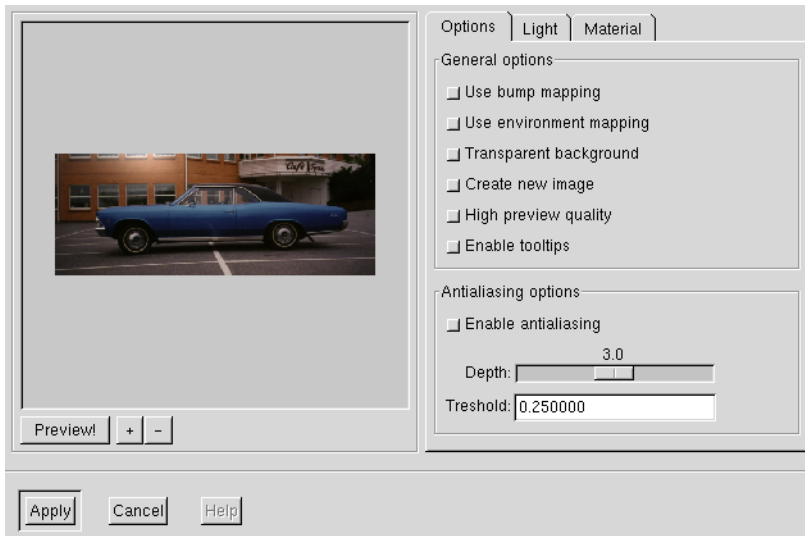 Options
Light
Material
General options
Use bump mapping
Use environment mapping
Transparent background
Create new image
High preview quality
Enable tooltips
Antialiasing options
Enable antialiasing
3.0
Depth:
Treshold: 0.250000
Preview!
+
-
Apply
Cancel
Help